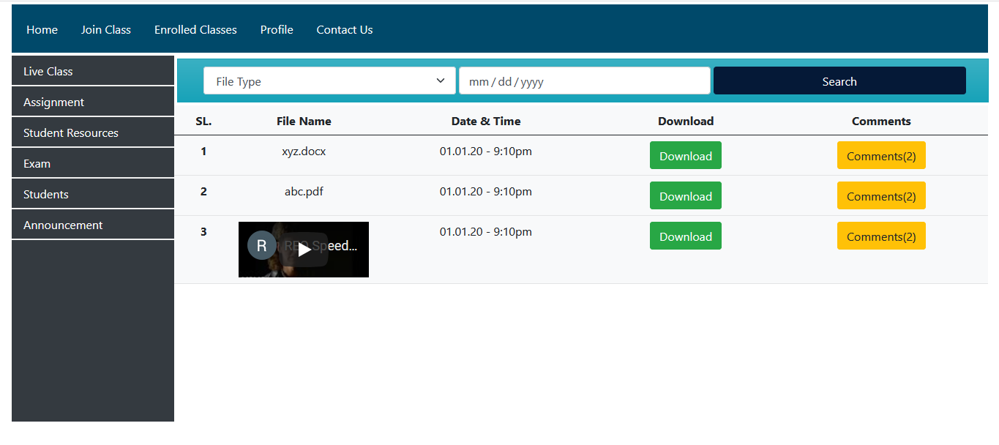 Home Join Class Enrolled Classes Profile Contact Us
Live Class
Assignment
Student Resources
Exam
Students
Announcement
File Type mm/dd/yyyy Search
SL. File Name Date & Time Download Comments
1 xyz.docx 01.01.20 - 9:10pm Download Comments(2)
2 abc.pdf 01.01.20 - 9:10pm Download Comments(2)
3 R Speed... 01.01.20 - 9:10pm Download Comments(2)